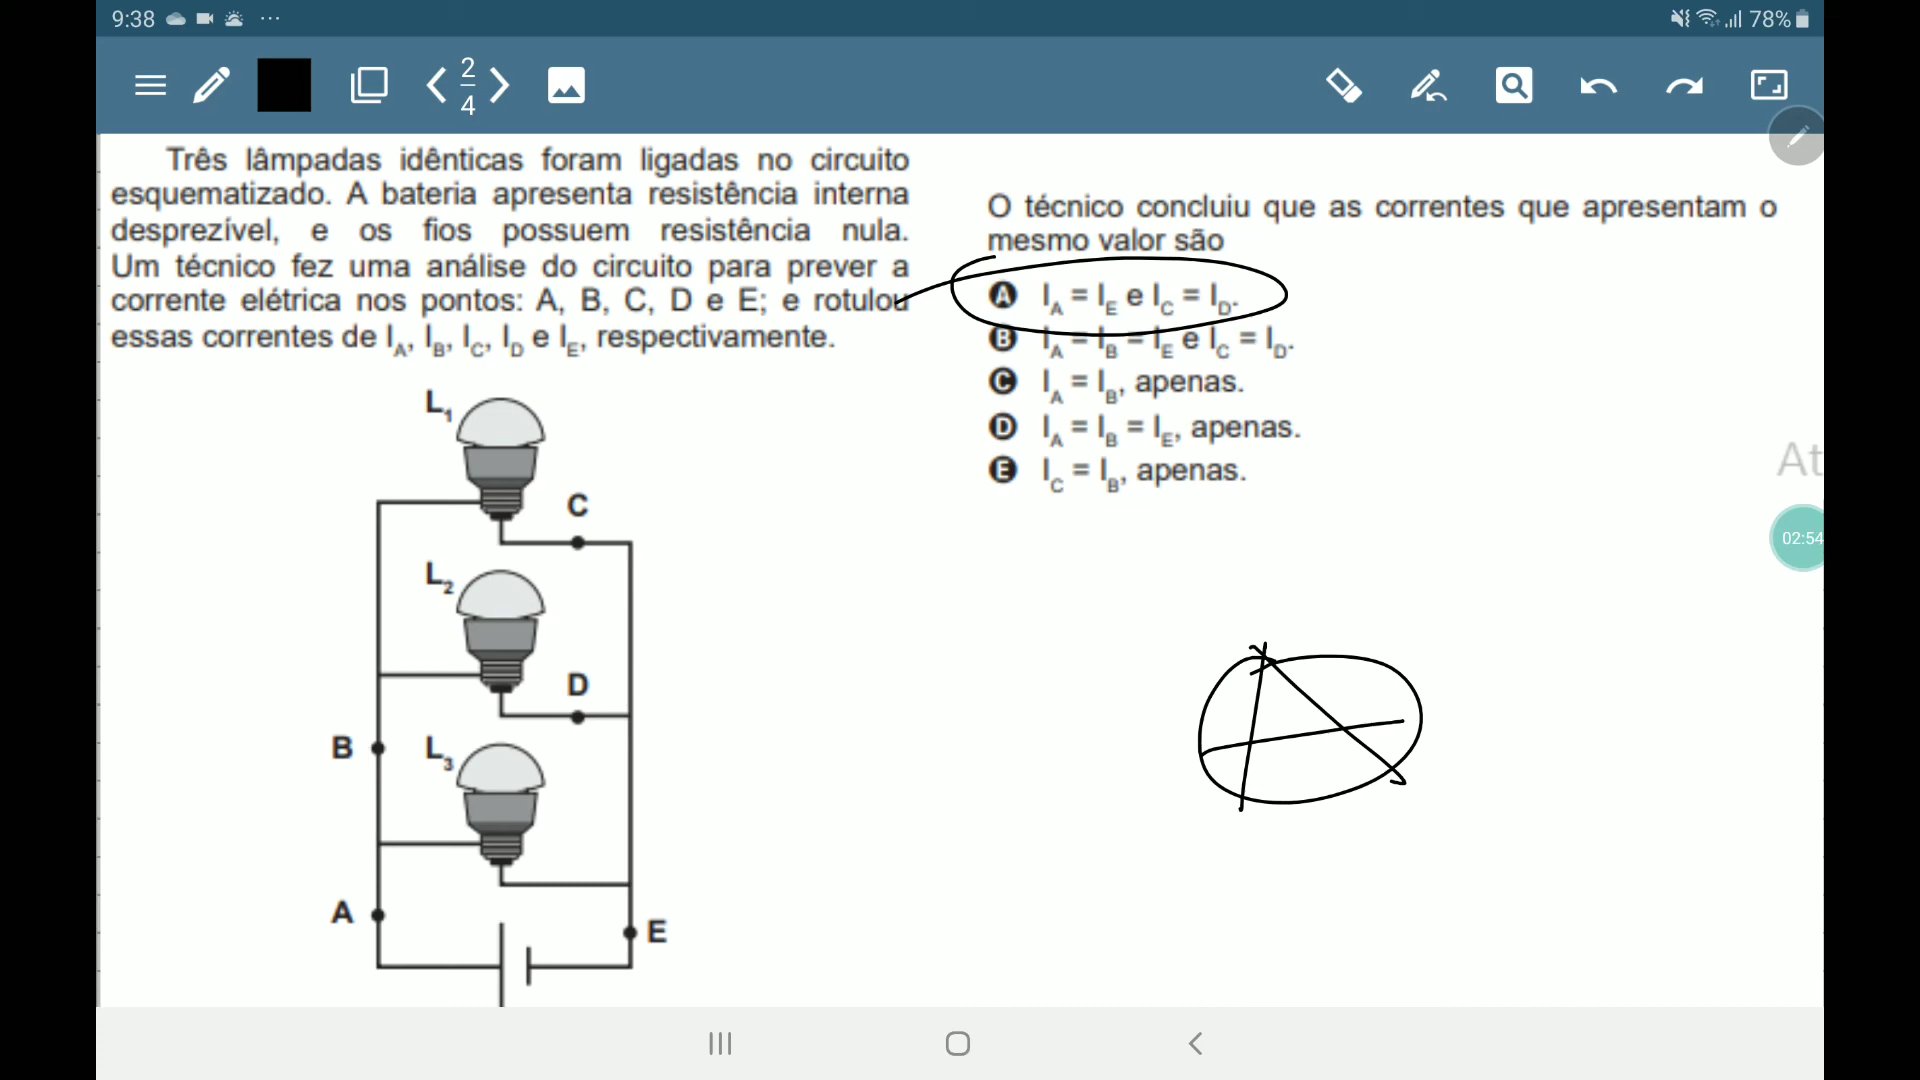 9:38
78%
2
4
Três lâmpadas idênticas foram ligadas no circuito
esquematizado. A bateria apresenta resistência interna
desprezível, e os fios possuem resistência nula.
Um técnico fez uma análise do circuito para prever a
corrente elétrica nos pontos: A, B, C, D e E; e rotulou
essas correntes de I_A, I_B, I_C, I_D e I_E, respectivamente.
L_1
C
L_2
D
B
L_3
A
E
O técnico concluiu que as correntes que apresentam o
mesmo valor são
A I_A = I_E e I_C = I_D.
B I_A = I_B = I_E e I_C = I_D.
C I_A = I_B, apenas.
D I_A = I_B = I_E, apenas.
E I_C = I_B, apenas.
At
02:54
A